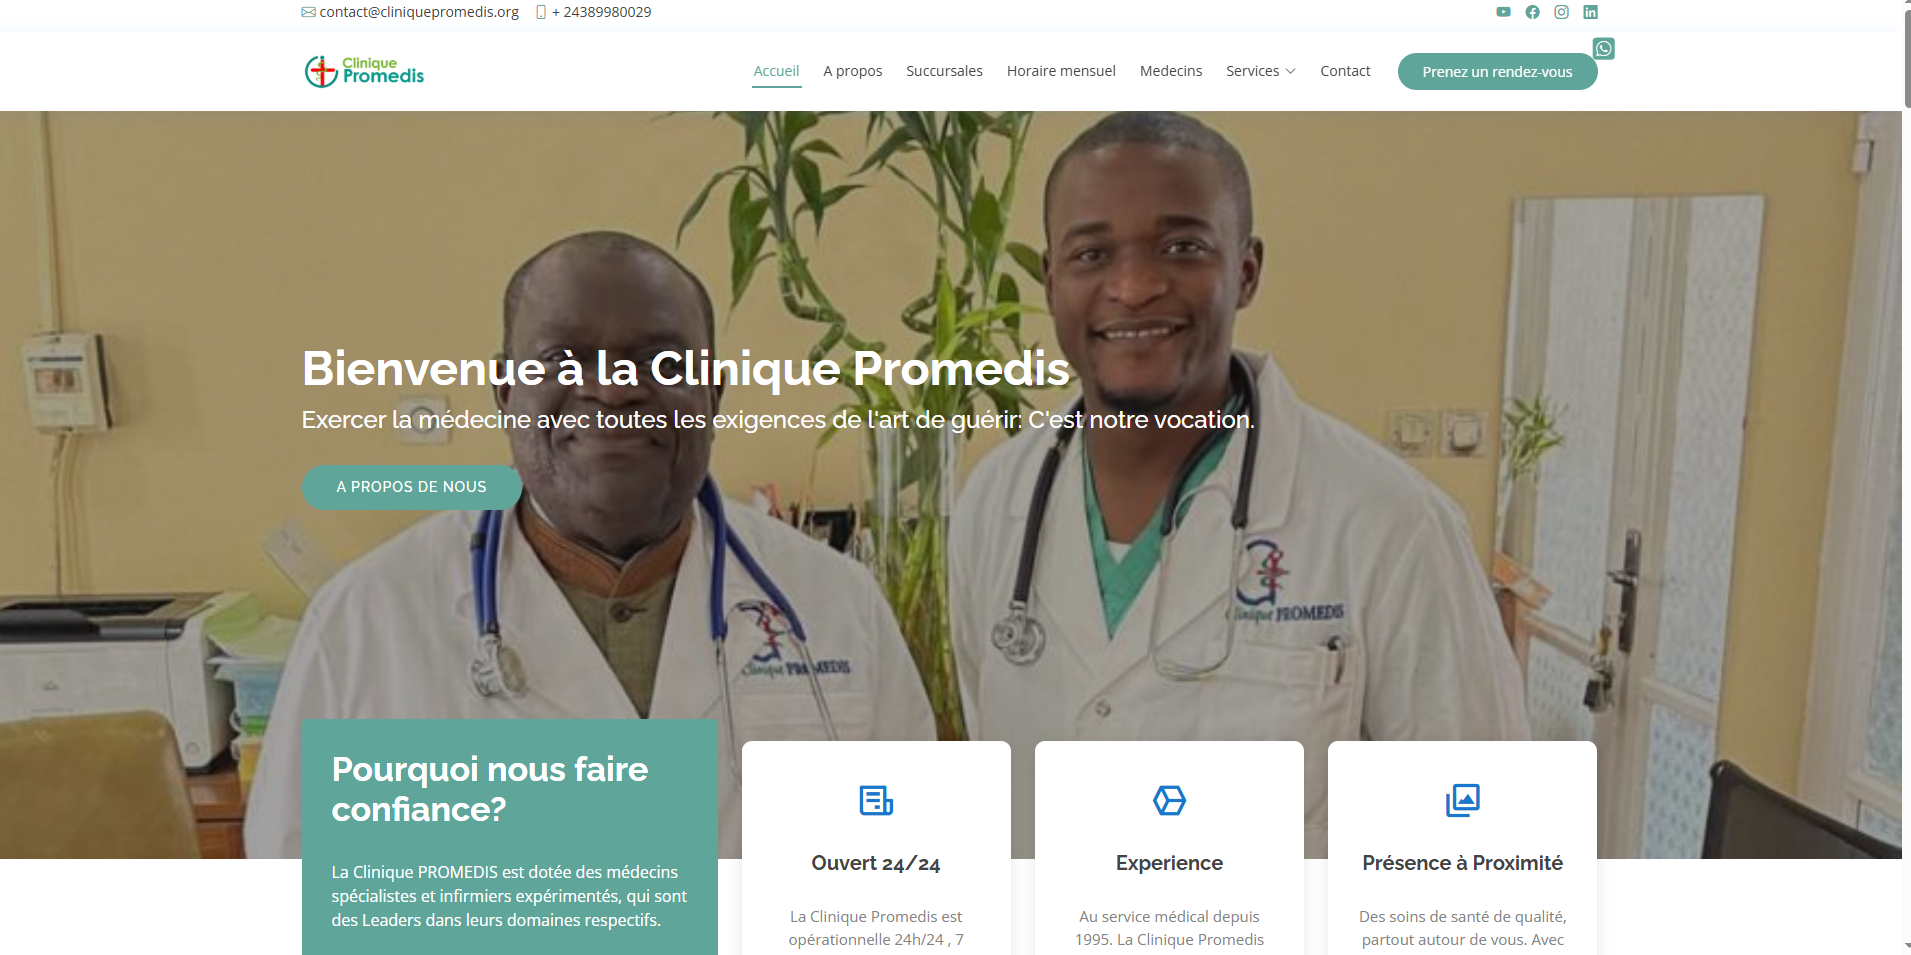 contact@cliniquepromedis.org + 24389980029
Clinique
Promedis
Accueil A propos Succursales Horaire mensuel Medecins Services Contact Prenez un rendez-vous
Bienvenue à la Clinique Promedis
Exercer la médecine avec toutes les exigences de l'art de guérir: C'est notre vocation.
A PROPOS DE NOUS
Clinique PROMEDIS
Clinique PROMEDIS
Pourquoi nous faire
confiance?
La Clinique PROMEDIS est dotée des médecins
spécialistes et infirmiers expérimentés, qui sont
des Leaders dans leurs domaines respectifs.
Ouvert 24/24
La Clinique Promedis est
opérationnelle 24h/24 , 7
Experience
Au service médical depuis
1995. La Clinique Promedis
Présence à Proximité
Des soins de santé de qualité,
partout autour de vous. Avec